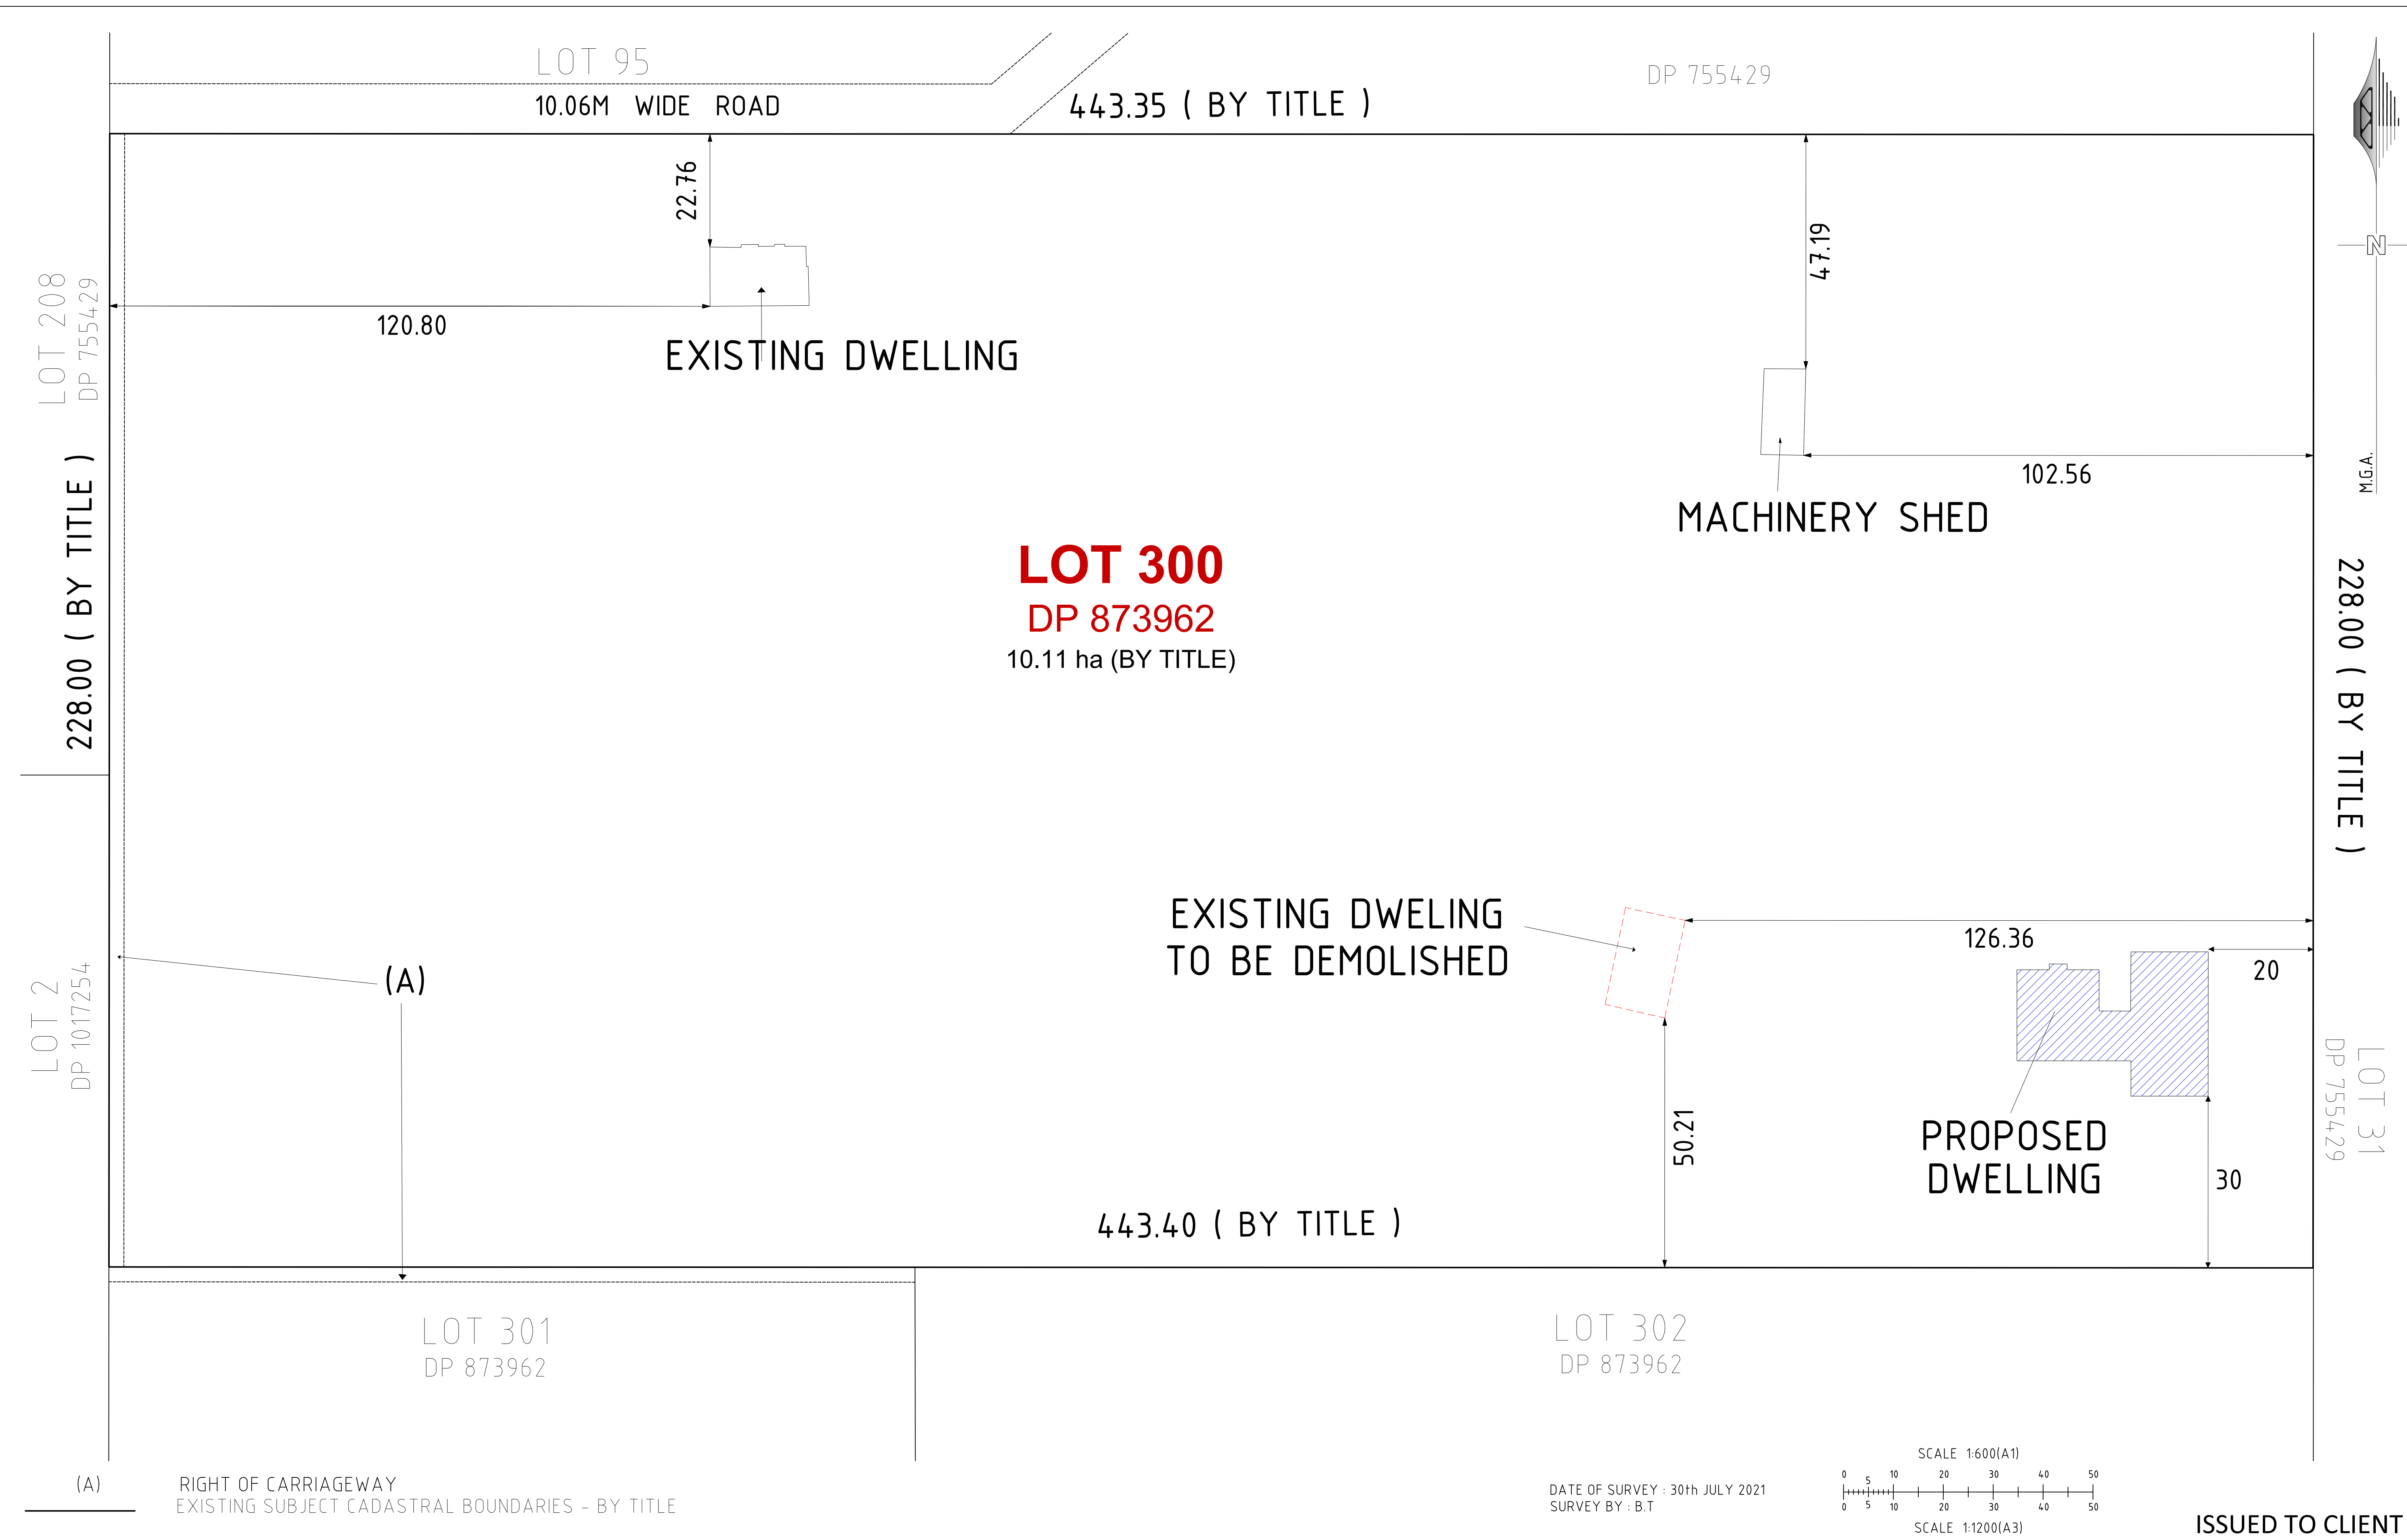 LOT 95
10.06M WIDE ROAD
443.35 ( BY TITLE )
DP 755429
22.76
47.19
N
LOT 208
DP 755429
120.80
EXISTING DWELLING
102.56
M.G.A.
MACHINERY SHED
228.00 ( BY TITLE )
LOT 300
DP 873962
10.11 ha (BY TITLE)
228.00 ( BY TITLE )
EXISTING DWELING
TO BE DEMOLISHED
126.36
20
LOT 2
DP 1017254
(A)
LOT 31
DP 755429
50.21
PROPOSED
DWELLING
30
443.40 ( BY TITLE )
LOT 301
DP 873962
LOT 302
DP 873962
(A) RIGHT OF CARRIAGEWAY
EXISTING SUBJECT CADASTRAL BOUNDARIES - BY TITLE
DATE OF SURVEY : 30th JULY 2021
SURVEY BY : B.T
SCALE 1:600(A1)
0 5 10 20 30 40 50
0 5 10 20 30 40 50
SCALE 1:1200(A3)
ISSUED TO CLIENT